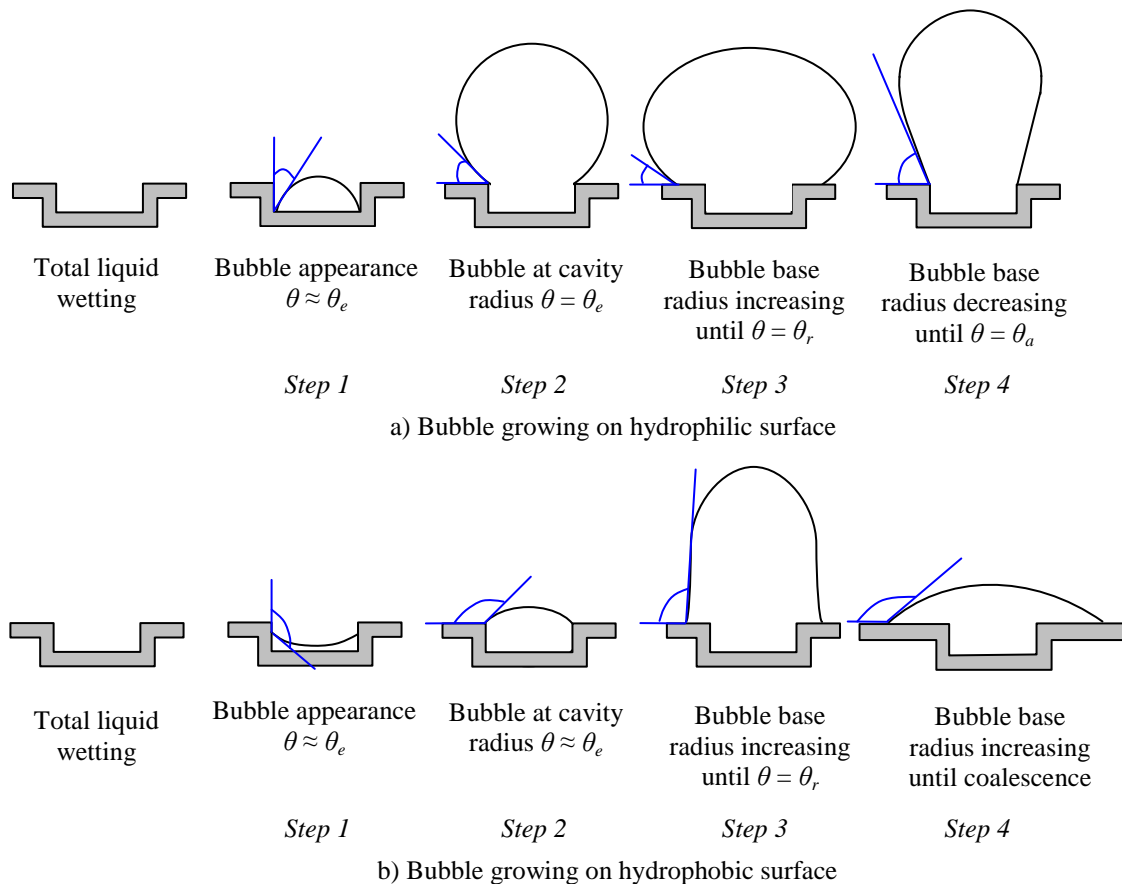 Total liquid
wetting
Bubble appearance
θ ≈ θe
Bubble at cavity
radius θ = θe
Bubble base
radius increasing
until θ = θr
Bubble base
radius decreasing
until θ = θa
Step 1
Step 2
Step 3
Step 4
a) Bubble growing on hydrophilic surface
Total liquid
wetting
Bubble appearance
θ ≈ θe
Bubble at cavity
radius θ ≈ θe
Bubble base
radius increasing
until θ = θr
Bubble base
radius increasing
until coalescence
Step 1
Step 2
Step 3
Step 4
b) Bubble growing on hydrophobic surface